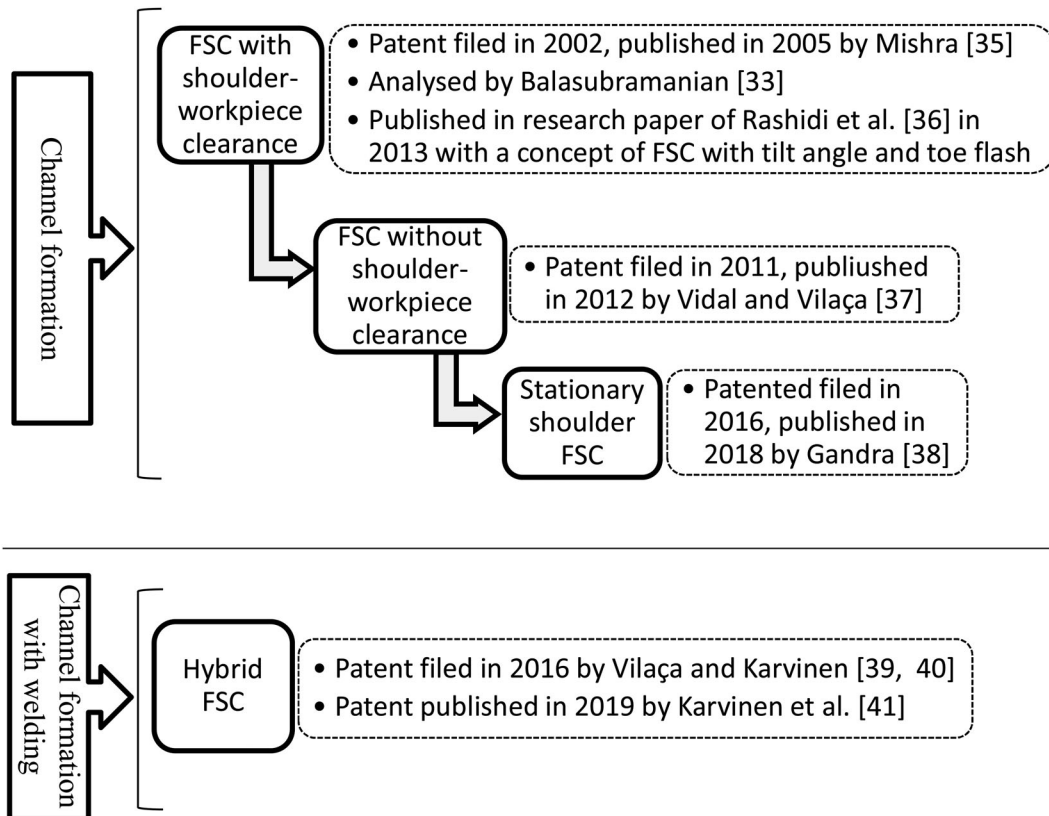 Channel formation
FSC with
shoulder-
workpiece
clearance
• Patent filed in 2002, published in 2005 by Mishra [35]
• Analysed by Balasubramanian [33]
• Published in research paper of Rashidi et al. [36] in
2013 with a concept of FSC with tilt angle and toe flash
FSC without
shoulder-
workpiece
clearance
• Patent filed in 2011, publiushed
in 2012 by Vidal and Vilaça [37]
Stationary
shoulder
FSC
• Patented filed in
2016, published in
2018 by Gandra [38]
Channel formation
with welding
Hybrid
FSC
• Patent filed in 2016 by Vilaça and Karvinen [39, 40]
• Patent published in 2019 by Karvinen et al. [41]